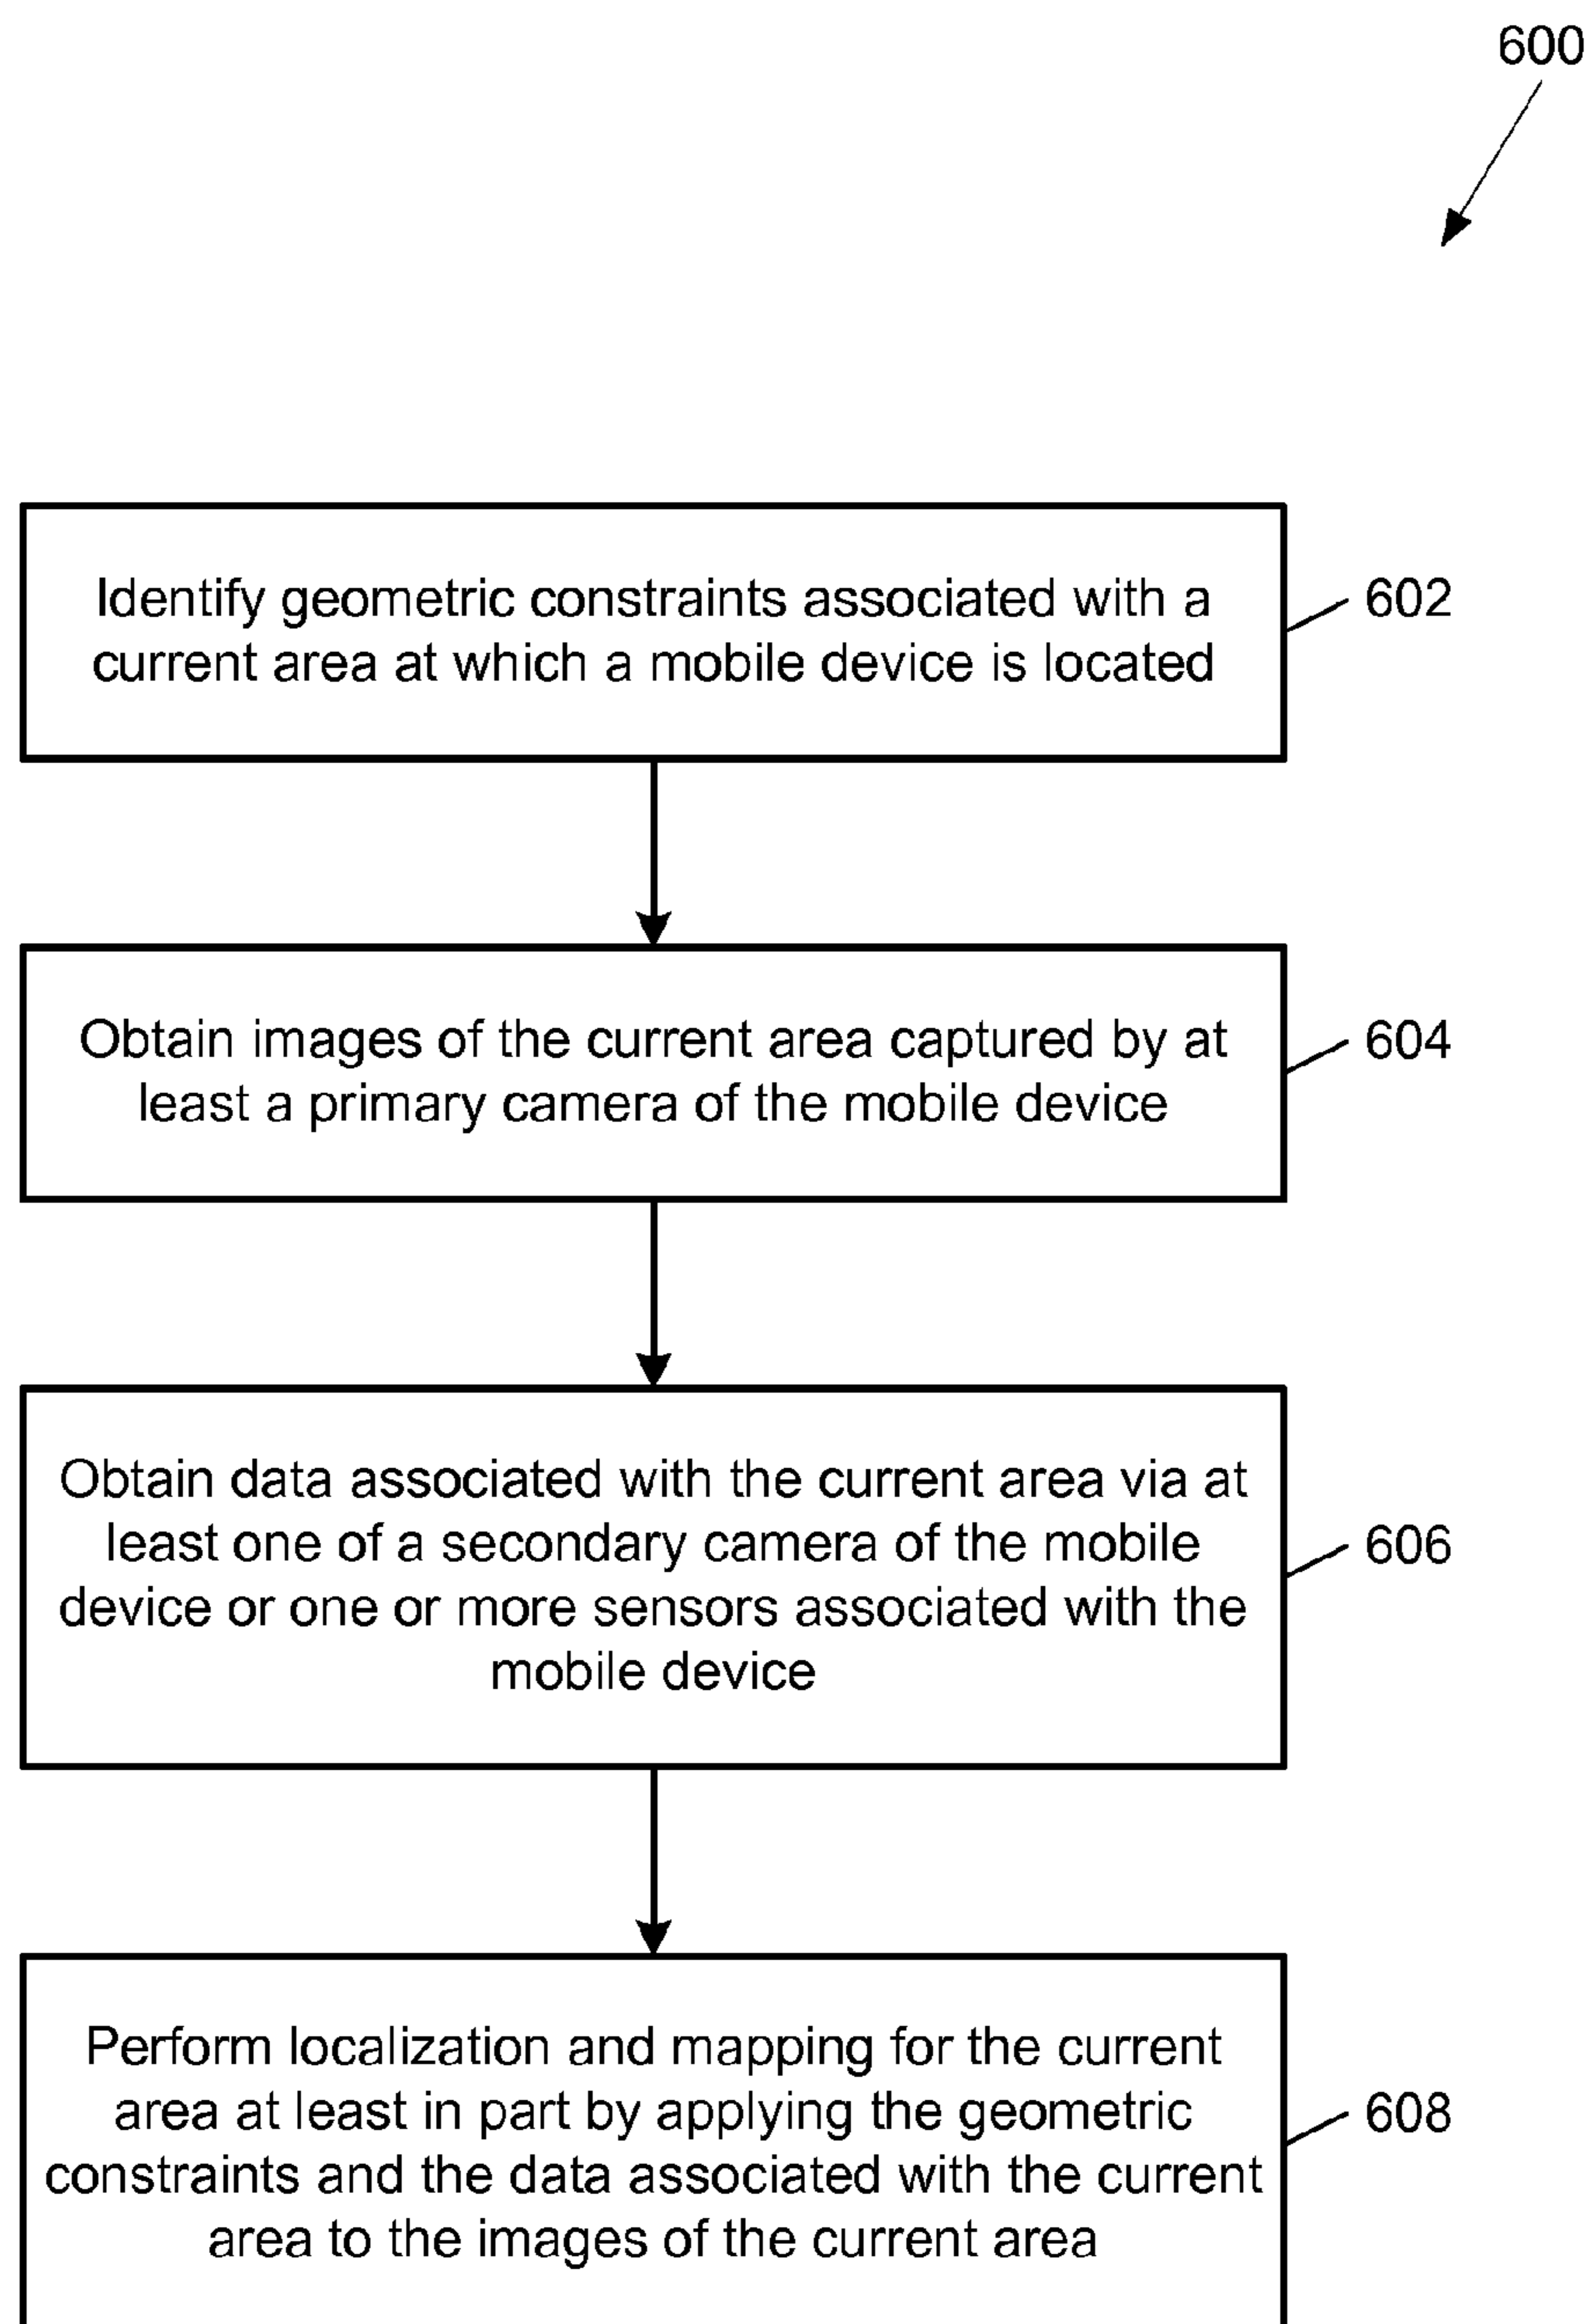 600
Identify geometric constraints associated with a
current area at which a mobile device is located
602
Obtain images of the current area captured by at
least a primary camera of the mobile device
604
Obtain data associated with the current area via at
least one of a secondary camera of the mobile
device or one or more sensors associated with the
mobile device
606
Perform localization and mapping for the current
area at least in part by applying the geometric
constraints and the data associated with the current
area to the images of the current area
608